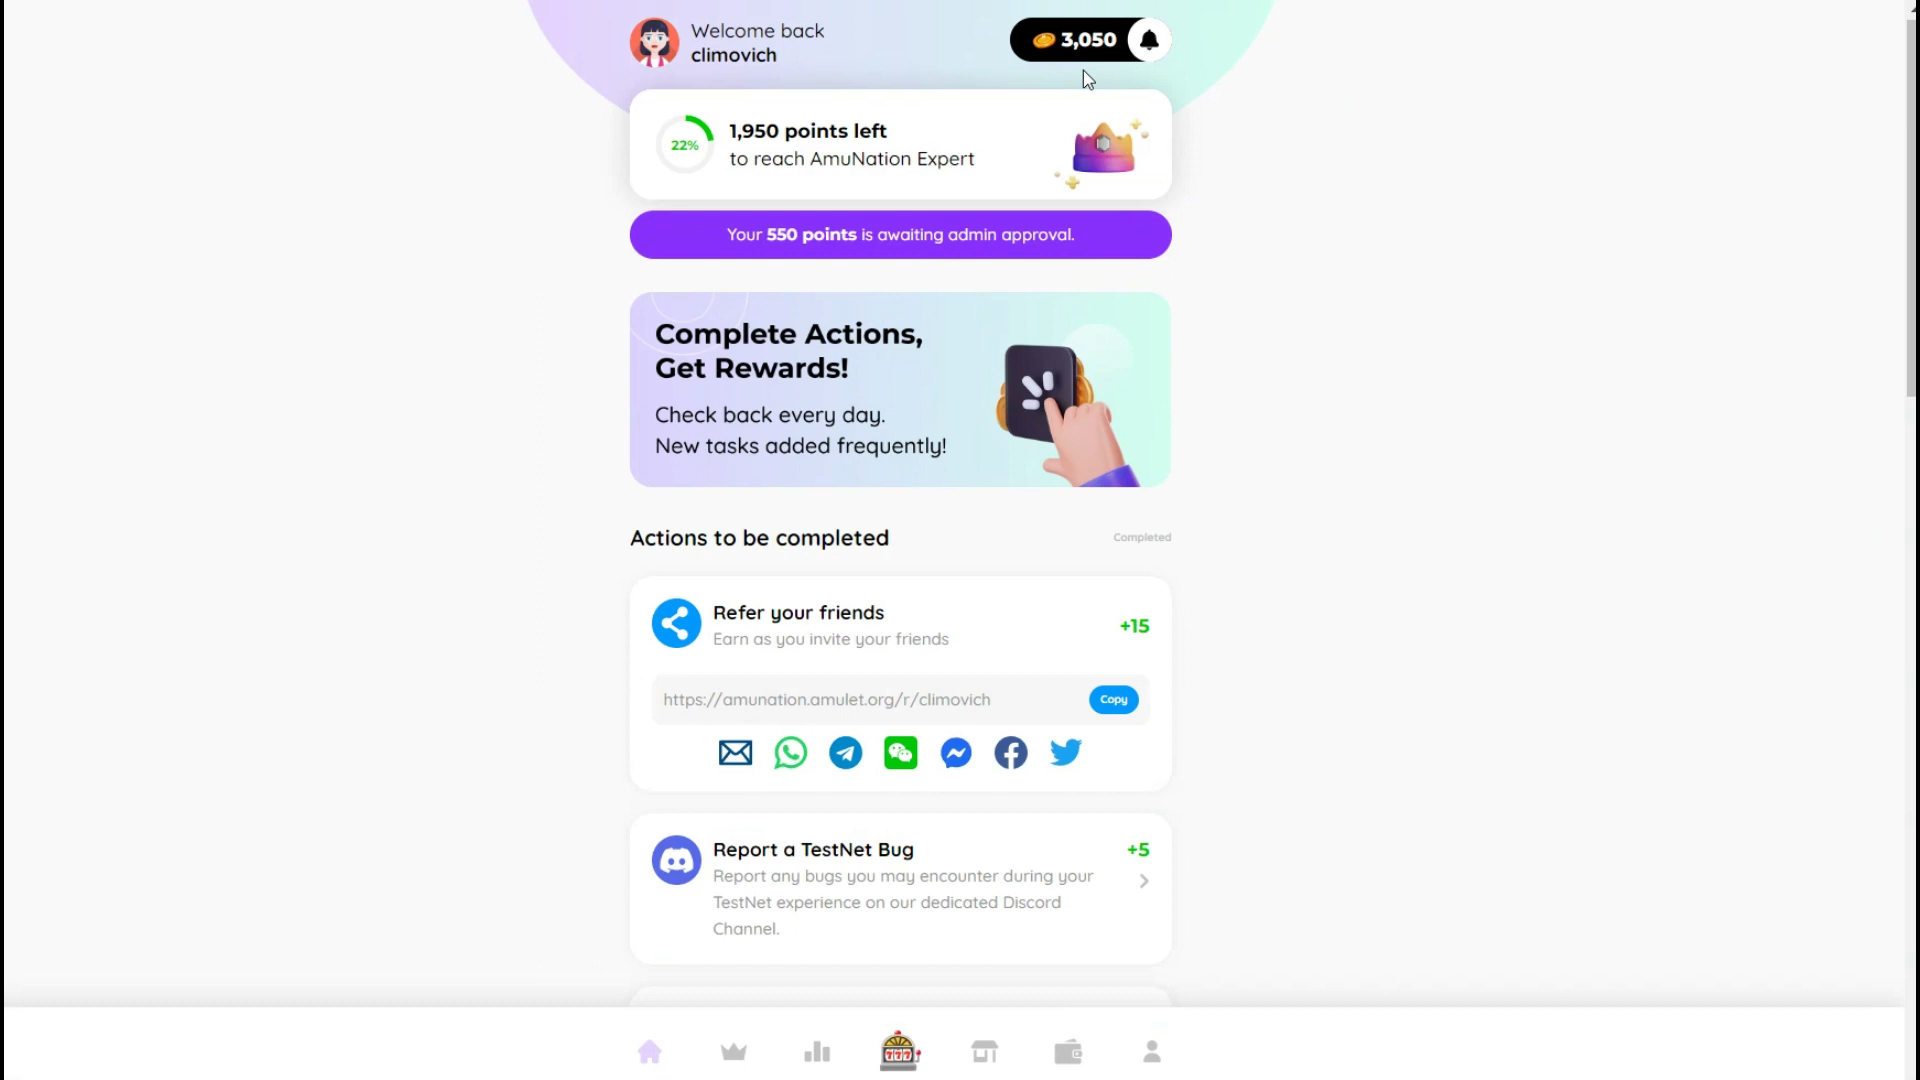 Welcome back
climovich
3,050
22%
1,950 points left
to reach AmuNation Expert
Your 550 points is awaiting admin approval.
Complete Actions,
Get Rewards!
Check back every day.
New tasks added frequently!
Actions to be completed
Completed
Refer your friends
Earn as you invite your friends
+15
https://amunation.amulet.org/r/climovich
Copy
Report a TestNet Bug
+5
Report any bugs you may encounter during your
TestNet experience on our dedicated Discord
Channel.
777